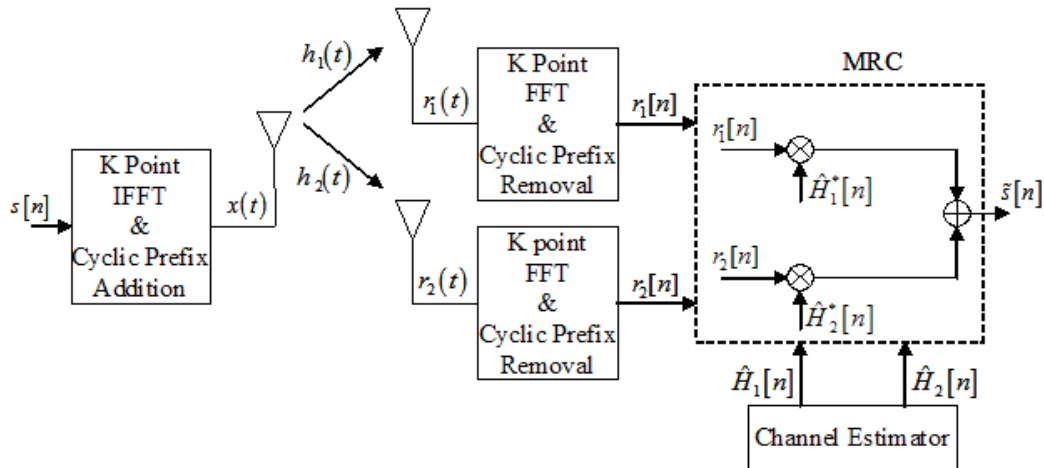 s[n]
K Point
IFFT
&
Cyclic Prefix
Addition
x(t)
h₁(t)
h₂(t)
r₁(t)
K Point
FFT
&
Cyclic Prefix
Removal
r₁[n]
r₂(t)
K point
FFT
&
Cyclic Prefix
Removal
r₂[n]
MRC
r₁[n]
Ĥ₁*[n]
r₂[n]
Ĥ₂*[n]
s̃[n]
Ĥ₁[n]
Ĥ₂[n]
Channel Estimator